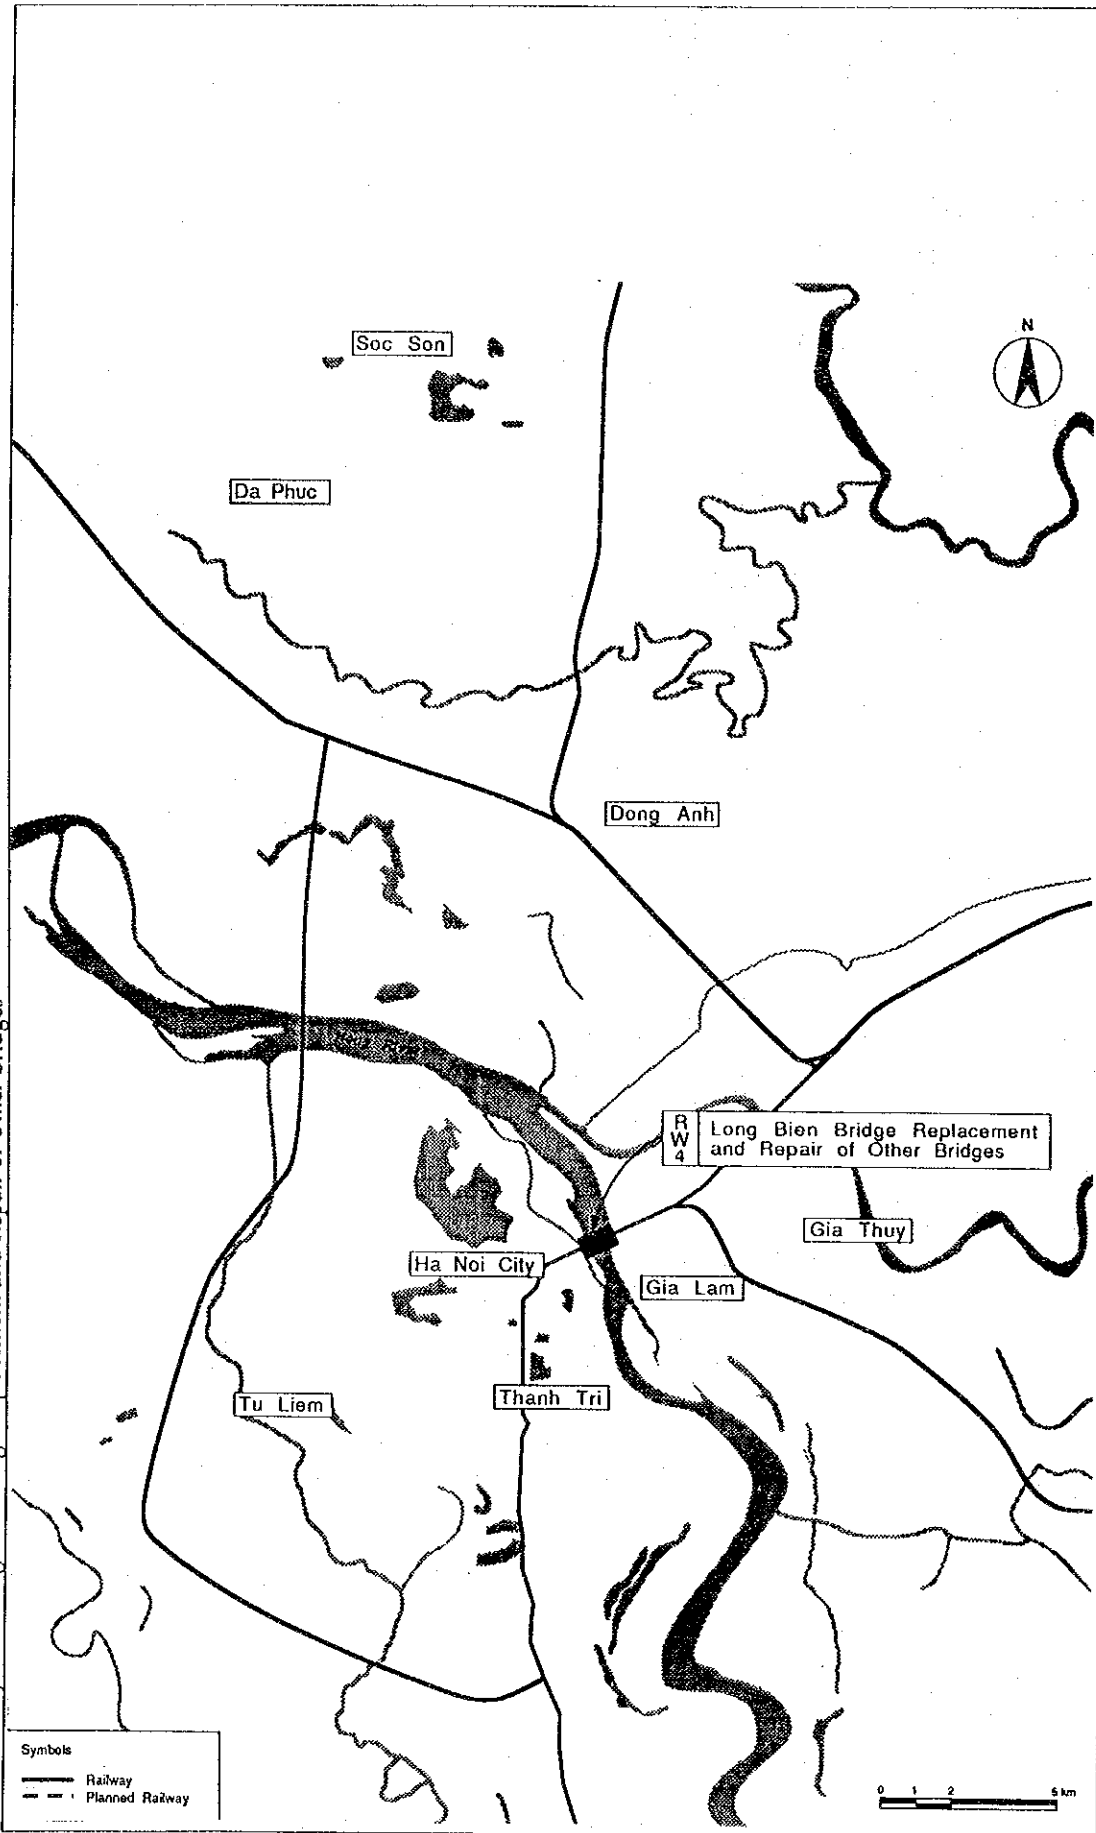 N
Soc Son
Da Phuc
Dong Anh
R
W
4
Long Bien Bridge Replacement
and Repair of Other Bridges
Gia Thuy
Ha Noi City
Gia Lam
Tu Liem
Thanh Tri
Symbols
Railway
Planned Railway
0 1 2 5 km